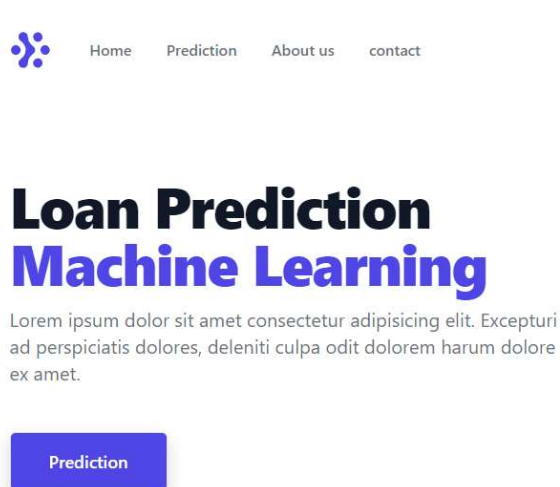 Home Prediction About us contact
Loan Prediction
Machine Learning
Lorem ipsum dolor sit amet consectetur adipisicing elit. Excepturi
ad perspiciatis dolores, deleniti culpa odit dolorem harum dolore
ex amet.
Prediction